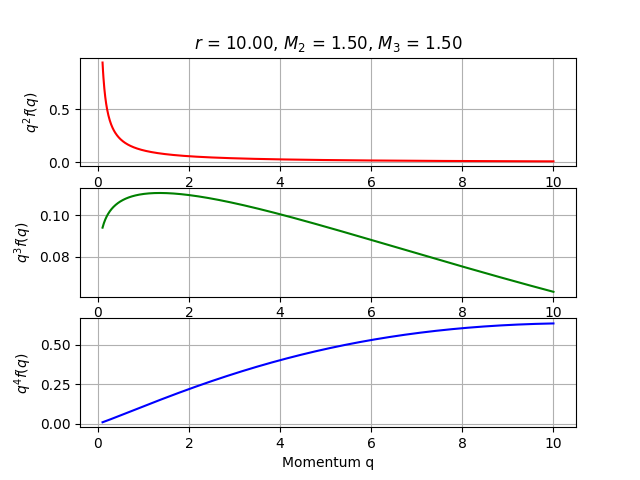 r = 10.00, M₂ = 1.50, M₃ = 1.50
q²f(q)
0.5
0.0
0 2 4 6 8 10
q³f(q)
0.10
0.08
0 2 4 6 8 10
q⁴f(q)
0.50
0.25
0.00
0 2 4 6 8 10
Momentum q